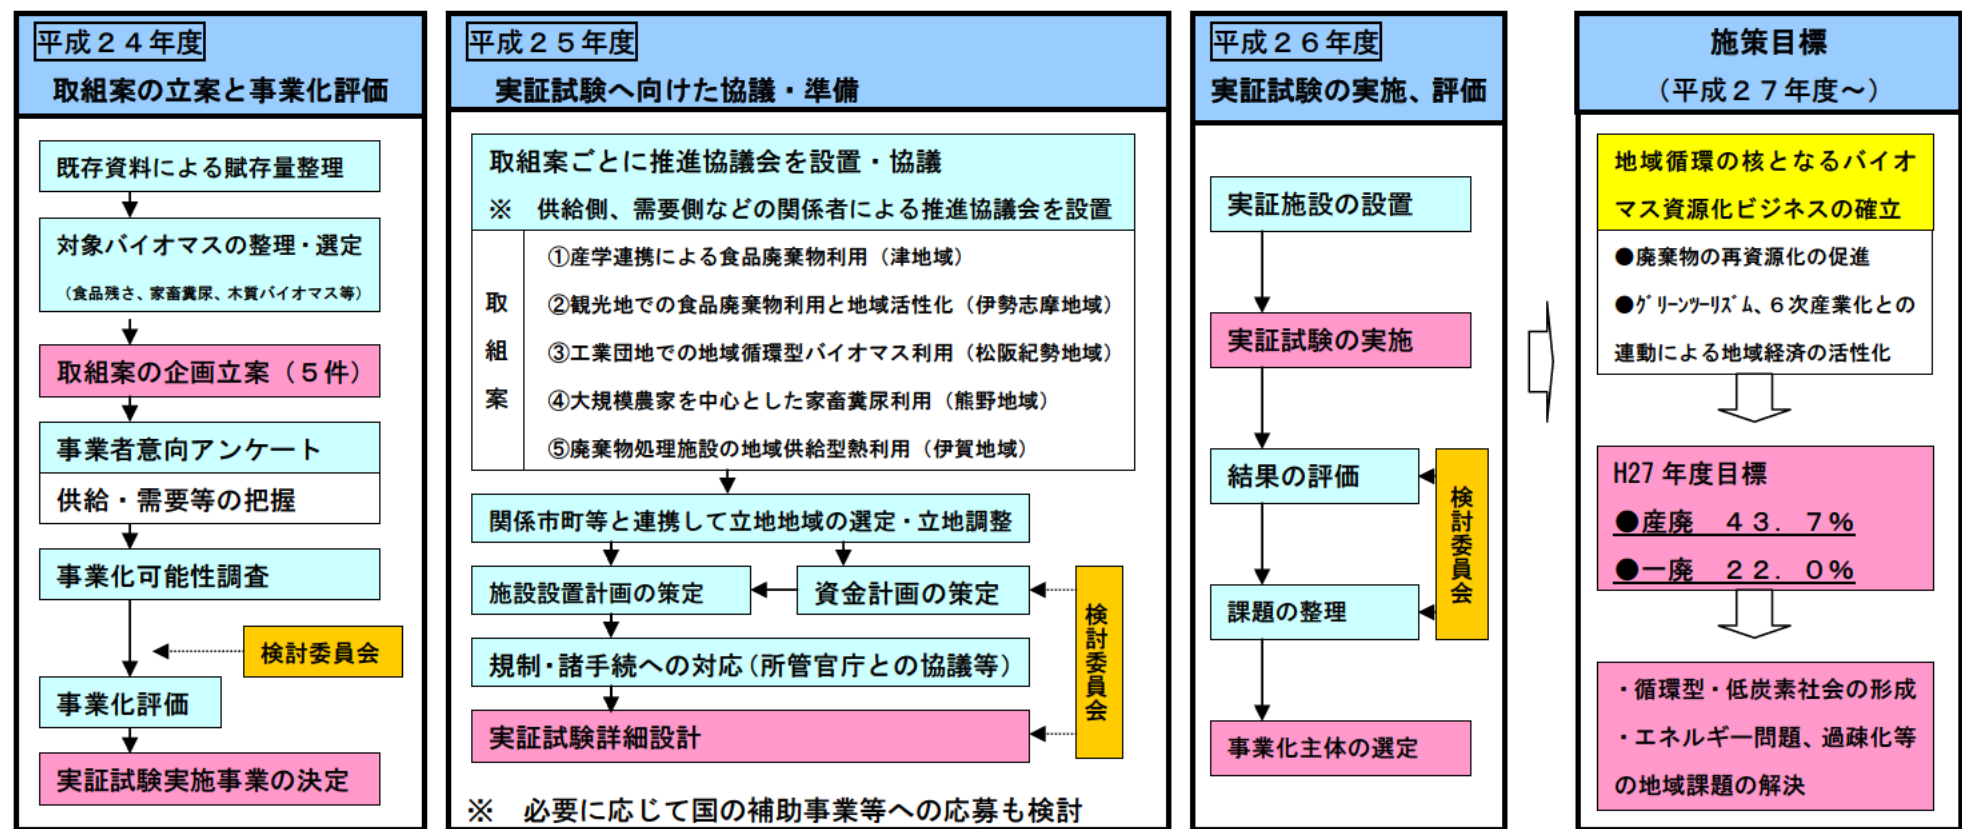 平成２４年度
取組案の立案と事業化評価
既存資料による賦存量整理
対象バイオマスの整理・選定
（食品残さ、家畜糞尿、木質バイオマス等）
取組案の企画立案（５件）
事業者意向アンケート
供給・需要等の把握
事業化可能性調査
検討委員会
事業化評価
実証試験実施事業の決定
平成２５年度
実証試験へ向けた協議・準備
取組案ごとに推進協議会を設置・協議
※　供給側、需要側などの関係者による推進協議会を設置
取組案
①産学連携による食品廃棄物利用（津地域）
②観光地での食品廃棄物利用と地域活性化（伊勢志摩地域）
③工業団地での地域循環型バイオマス利用（松阪紀勢地域）
④大規模農家を中心とした家畜糞尿利用（熊野地域）
⑤廃棄物処理施設の地域供給型熱利用（伊賀地域）
関係市町等と連携して立地地域の選定・立地調整
施設設置計画の策定
資金計画の策定
検討委員会
規制・諸手続への対応（所管官庁との協議等）
実証試験詳細設計
※　必要に応じて国の補助事業等への応募も検討
平成２６年度
実証試験の実施、評価
実証施設の設置
実証試験の実施
結果の評価
検討委員会
課題の整理
事業化主体の選定
施策目標
（平成２７年度～）
地域循環の核となるバイオ
マス資源化ビジネスの確立
●廃棄物の再資源化の促進
●ｸﾞﾘｰﾝﾂｰﾘｽﾞﾑ、６次産業化との
連動による地域経済の活性化
H27 年度目標
●産廃　４３．７％
●一廃　２２．０％
・循環型・低炭素社会の形成
・エネルギー問題、過疎化等
の地域課題の解決